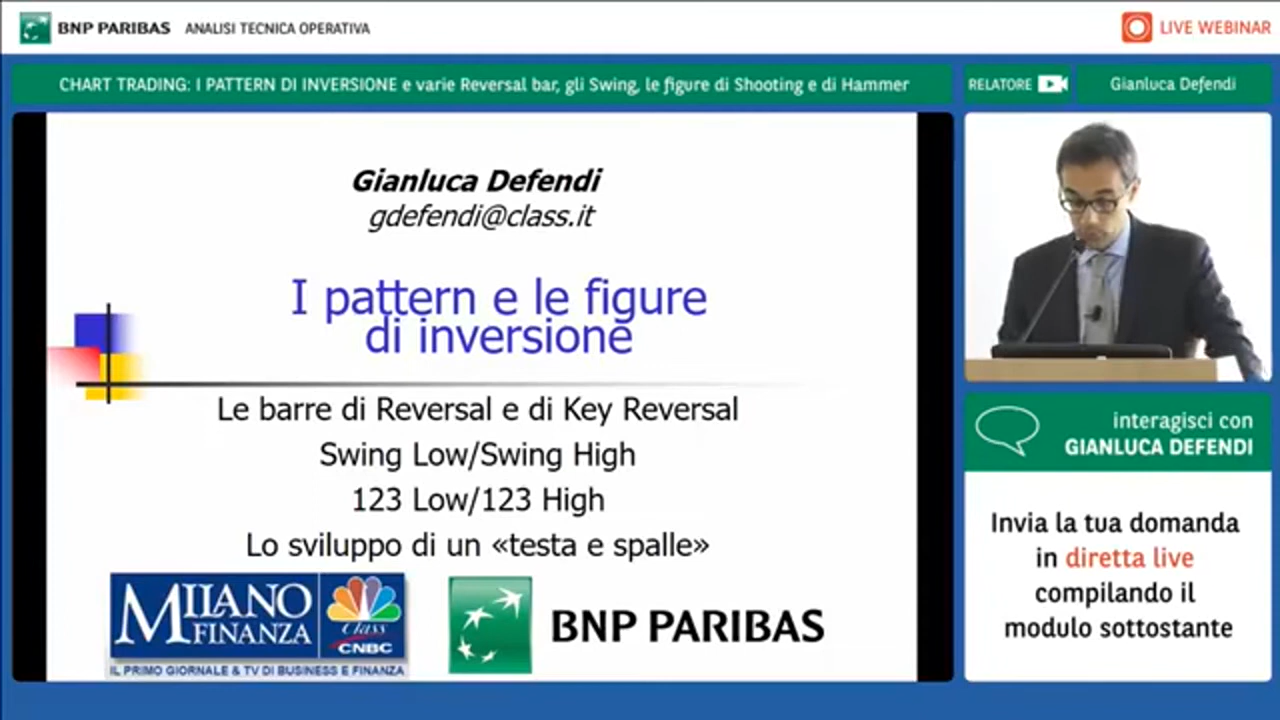 BNP PARIBAS ANALISI TECNICA OPERATIVA
LIVE WEBINAR
CHART TRADING: I PATTERN DI INVERSIONE e varie Reversal bar, gli Swing, le figure di Shooting e di Hammer
RELATORE
Gianluca Defendi
Gianluca Defendi
gdefendi@class.it
I pattern e le figure
di inversione
Le barre di Reversal e di Key Reversal
Swing Low/Swing High
123 Low/123 High
Lo sviluppo di un «testa e spalle»
MILANO
FINANZA
Class
CNBC
IL PRIMO GIORNALE & TV DI BUSINESS E FINANZA
BNP PARIBAS
interagisci con
GIANLUCA DEFENDI
Invia la tua domanda
in diretta live
compilando il
modulo sottostante